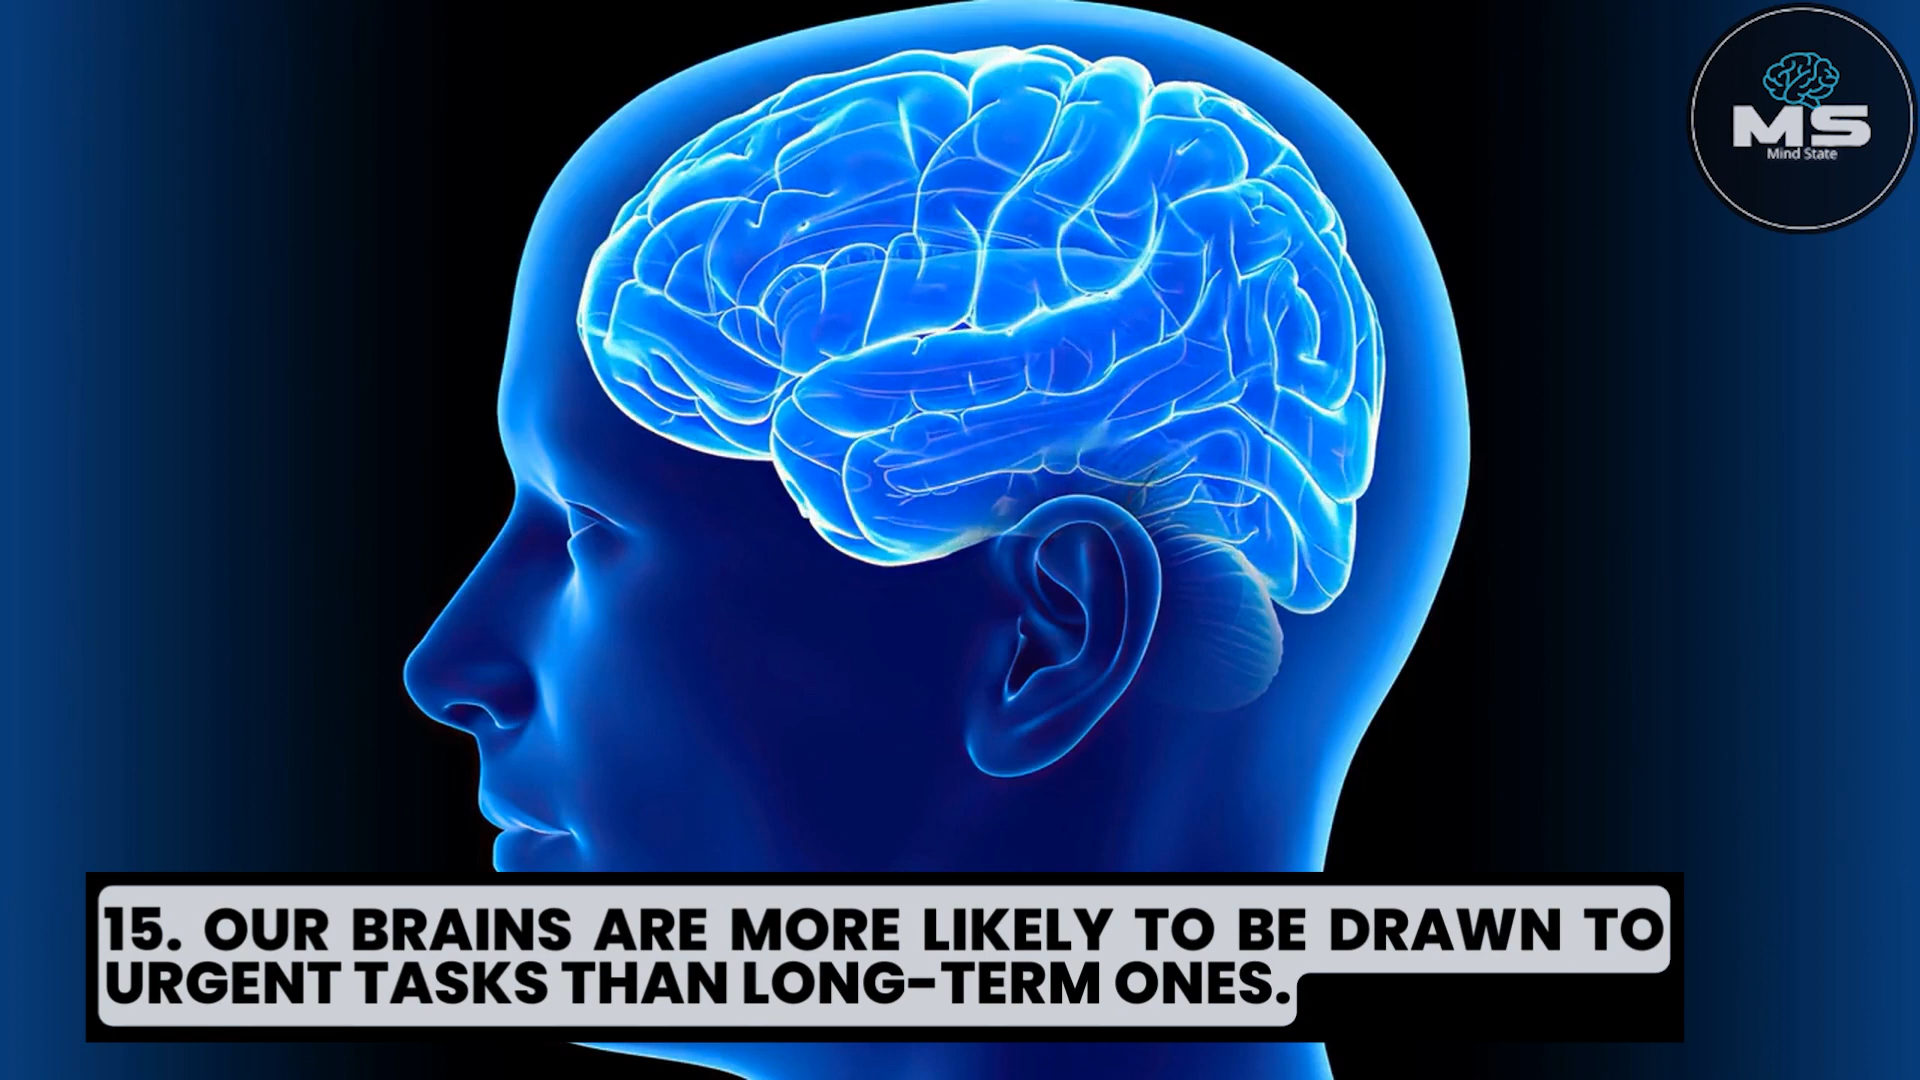 MS
Mind State
15. OUR BRAINS ARE MORE LIKELY TO BE DRAWN TO
URGENT TASKS THAN LONG-TERM ONES.